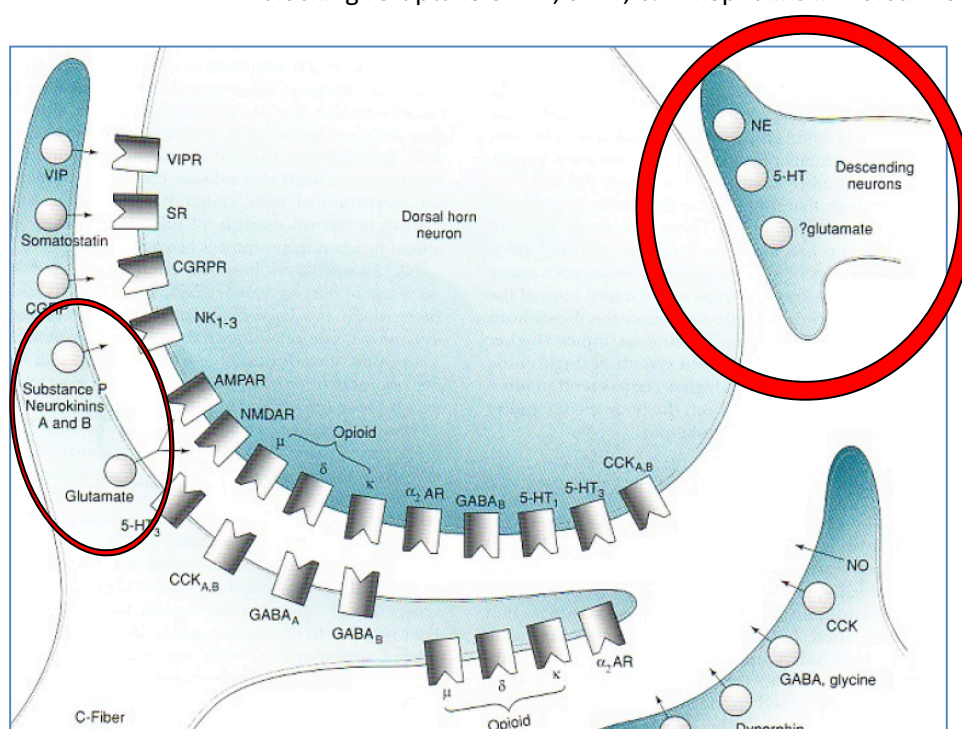 VIP
Somatostatin
CGRP
Substance P
Neurokinins
A and B
Glutamate
VIPR
SR
CGRPR
NK1-3
AMPAR
NMDAR
Opioid
μ
δ
κ
α2 AR
GABAB
5-HT1
5-HT3
CCKA,B
Dorsal horn
neuron
NE
5-HT
?glutamate
Descending
neurons
5-HT3
CCKA,B
GABAA
GABAB
μ
δ
κ
α2 AR
Opioid
C-Fiber
NO
CCK
GABA, glycine
Dynorphin